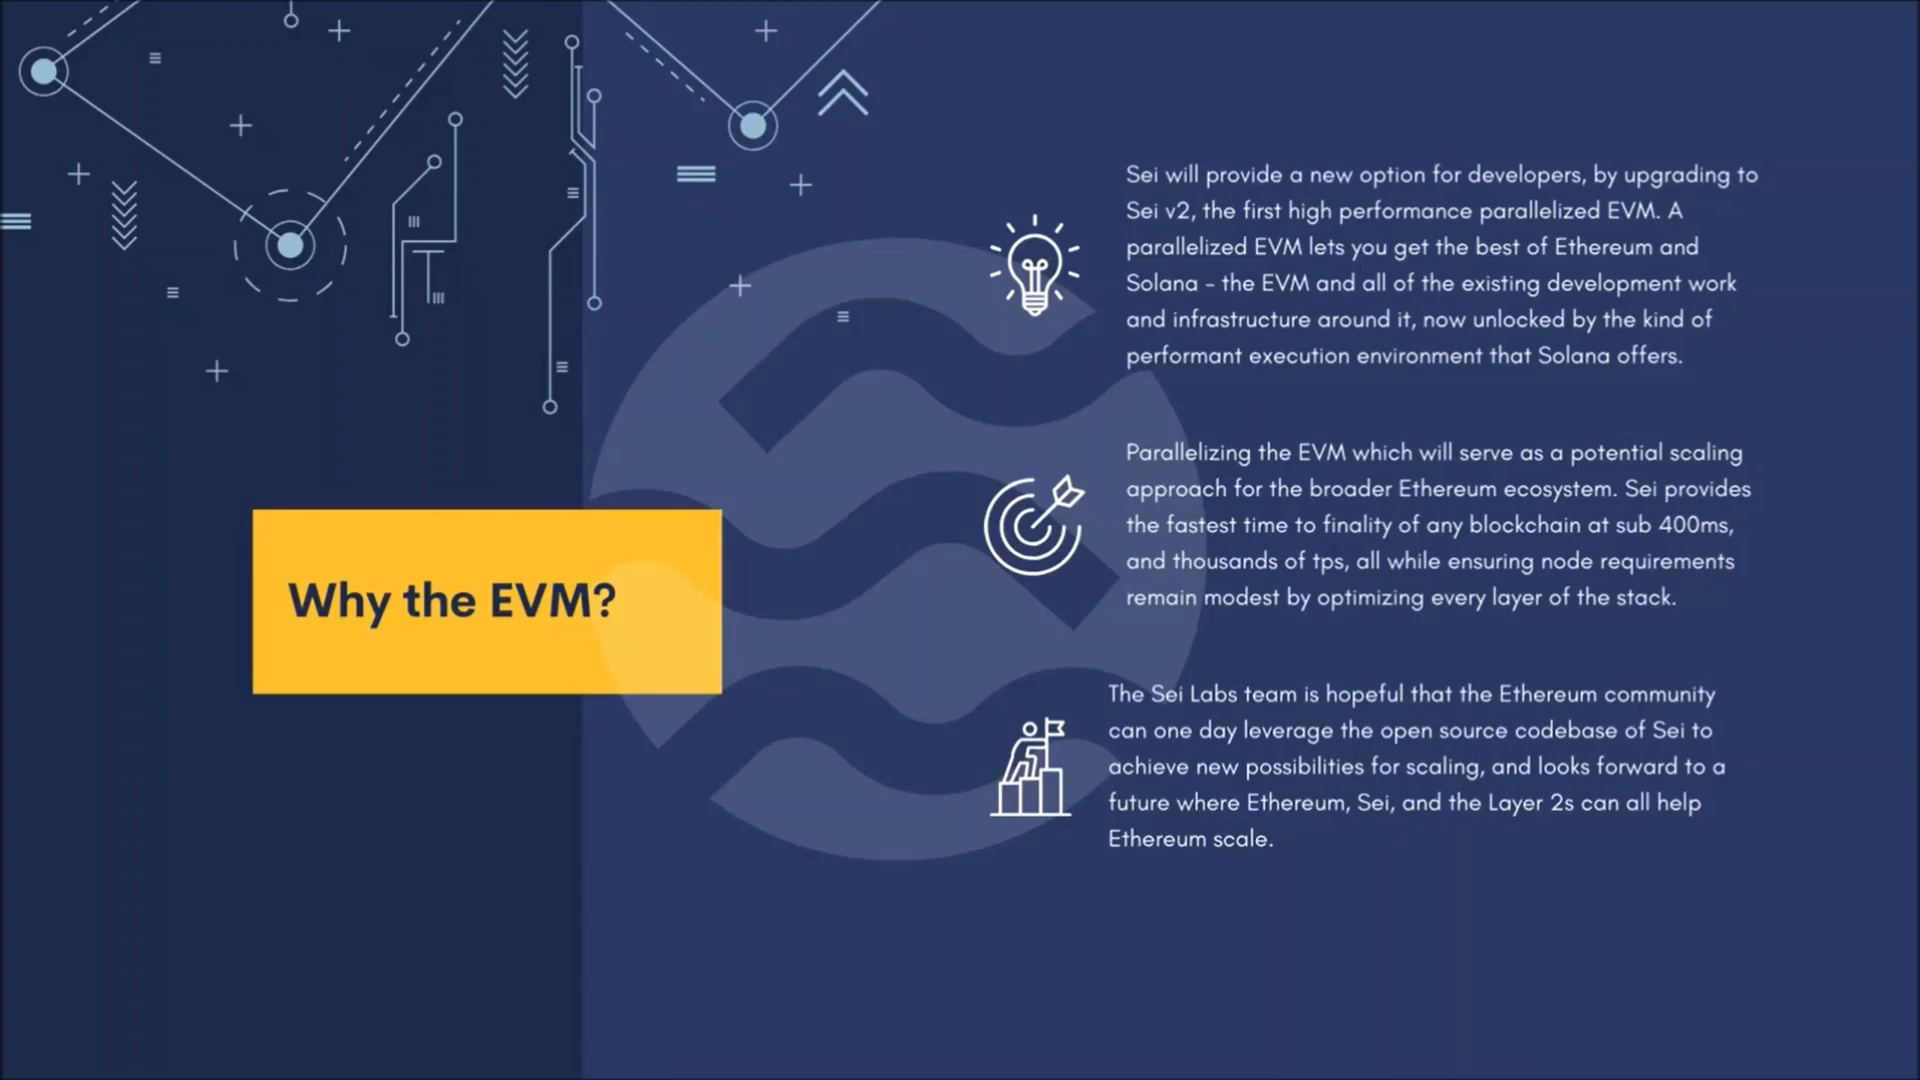 Why the EVM?
Sei will provide a new option for developers, by upgrading to
Sei v2, the first high performance parallelized EVM. A
parallelized EVM lets you get the best of Ethereum and
Solana - the EVM and all of the existing development work
and infrastructure around it, now unlocked by the kind of
performant execution environment that Solana offers.
Parallelizing the EVM which will serve as a potential scaling
approach for the broader Ethereum ecosystem. Sei provides
the fastest time to finality of any blockchain at sub 400ms,
and thousands of tps, all while ensuring node requirements
remain modest by optimizing every layer of the stack.
The Sei Labs team is hopeful that the Ethereum community
can one day leverage the open source codebase of Sei to
achieve new possibilities for scaling, and looks forward to a
future where Ethereum, Sei, and the Layer 2s can all help
Ethereum scale.